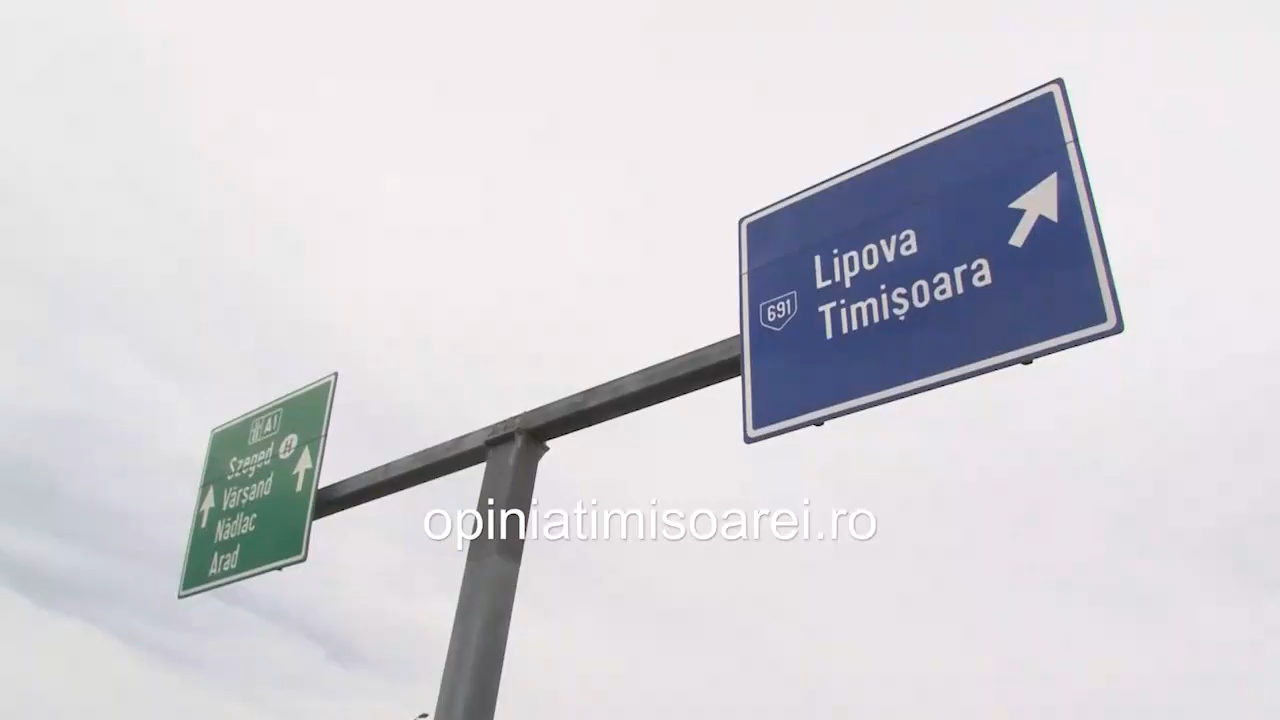 A1
Szeged H
Vărșand
Nădlac
Arad
691
Lipova
Timișoara
opiniatimisoarei.ro